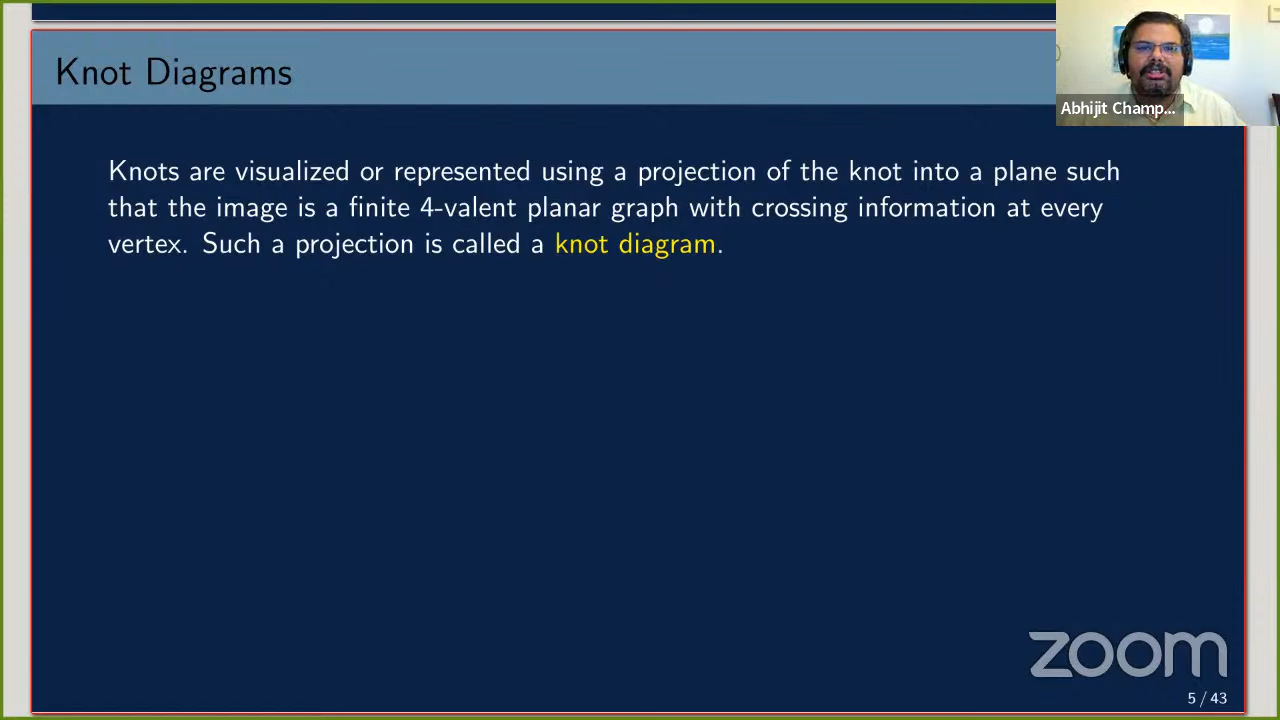 Knot Diagrams
Abhijit Champ...
Knots are visualized or represented using a projection of the knot into a plane such
that the image is a finite 4-valent planar graph with crossing information at every
vertex. Such a projection is called a knot diagram.
zoom
5 / 43